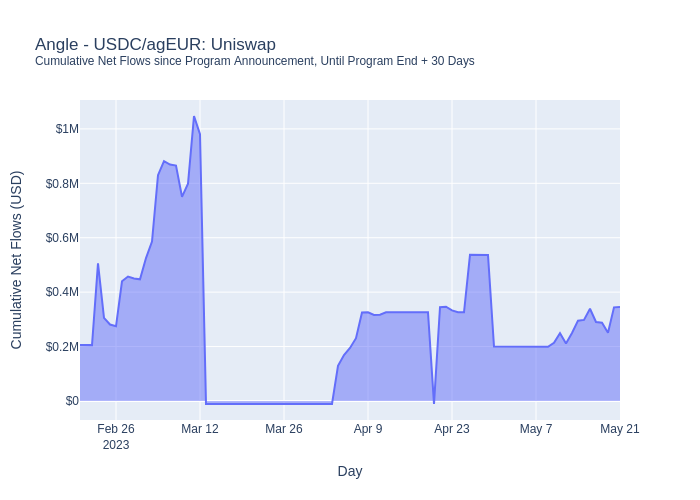 Angle - USDC/agEUR: Uniswap
Cumulative Net Flows since Program Announcement, Until Program End + 30 Days
Cumulative Net Flows (USD)
$1M
$0.8M
$0.6M
$0.4M
$0.2M
$0
Feb 26 Mar 12 Mar 26 Apr 9 Apr 23 May 7 May 21
2023
Day